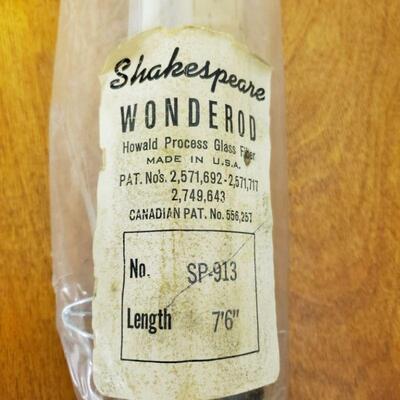 Shakespeare
WONDEROD
Howald Process Glass Fiber
MADE IN U.S.A.
PAT. No's. 2,571,692-2,571,717
2,749,643
CANADIAN PAT. No. 556,257
No. SP-913
Length 7'6"